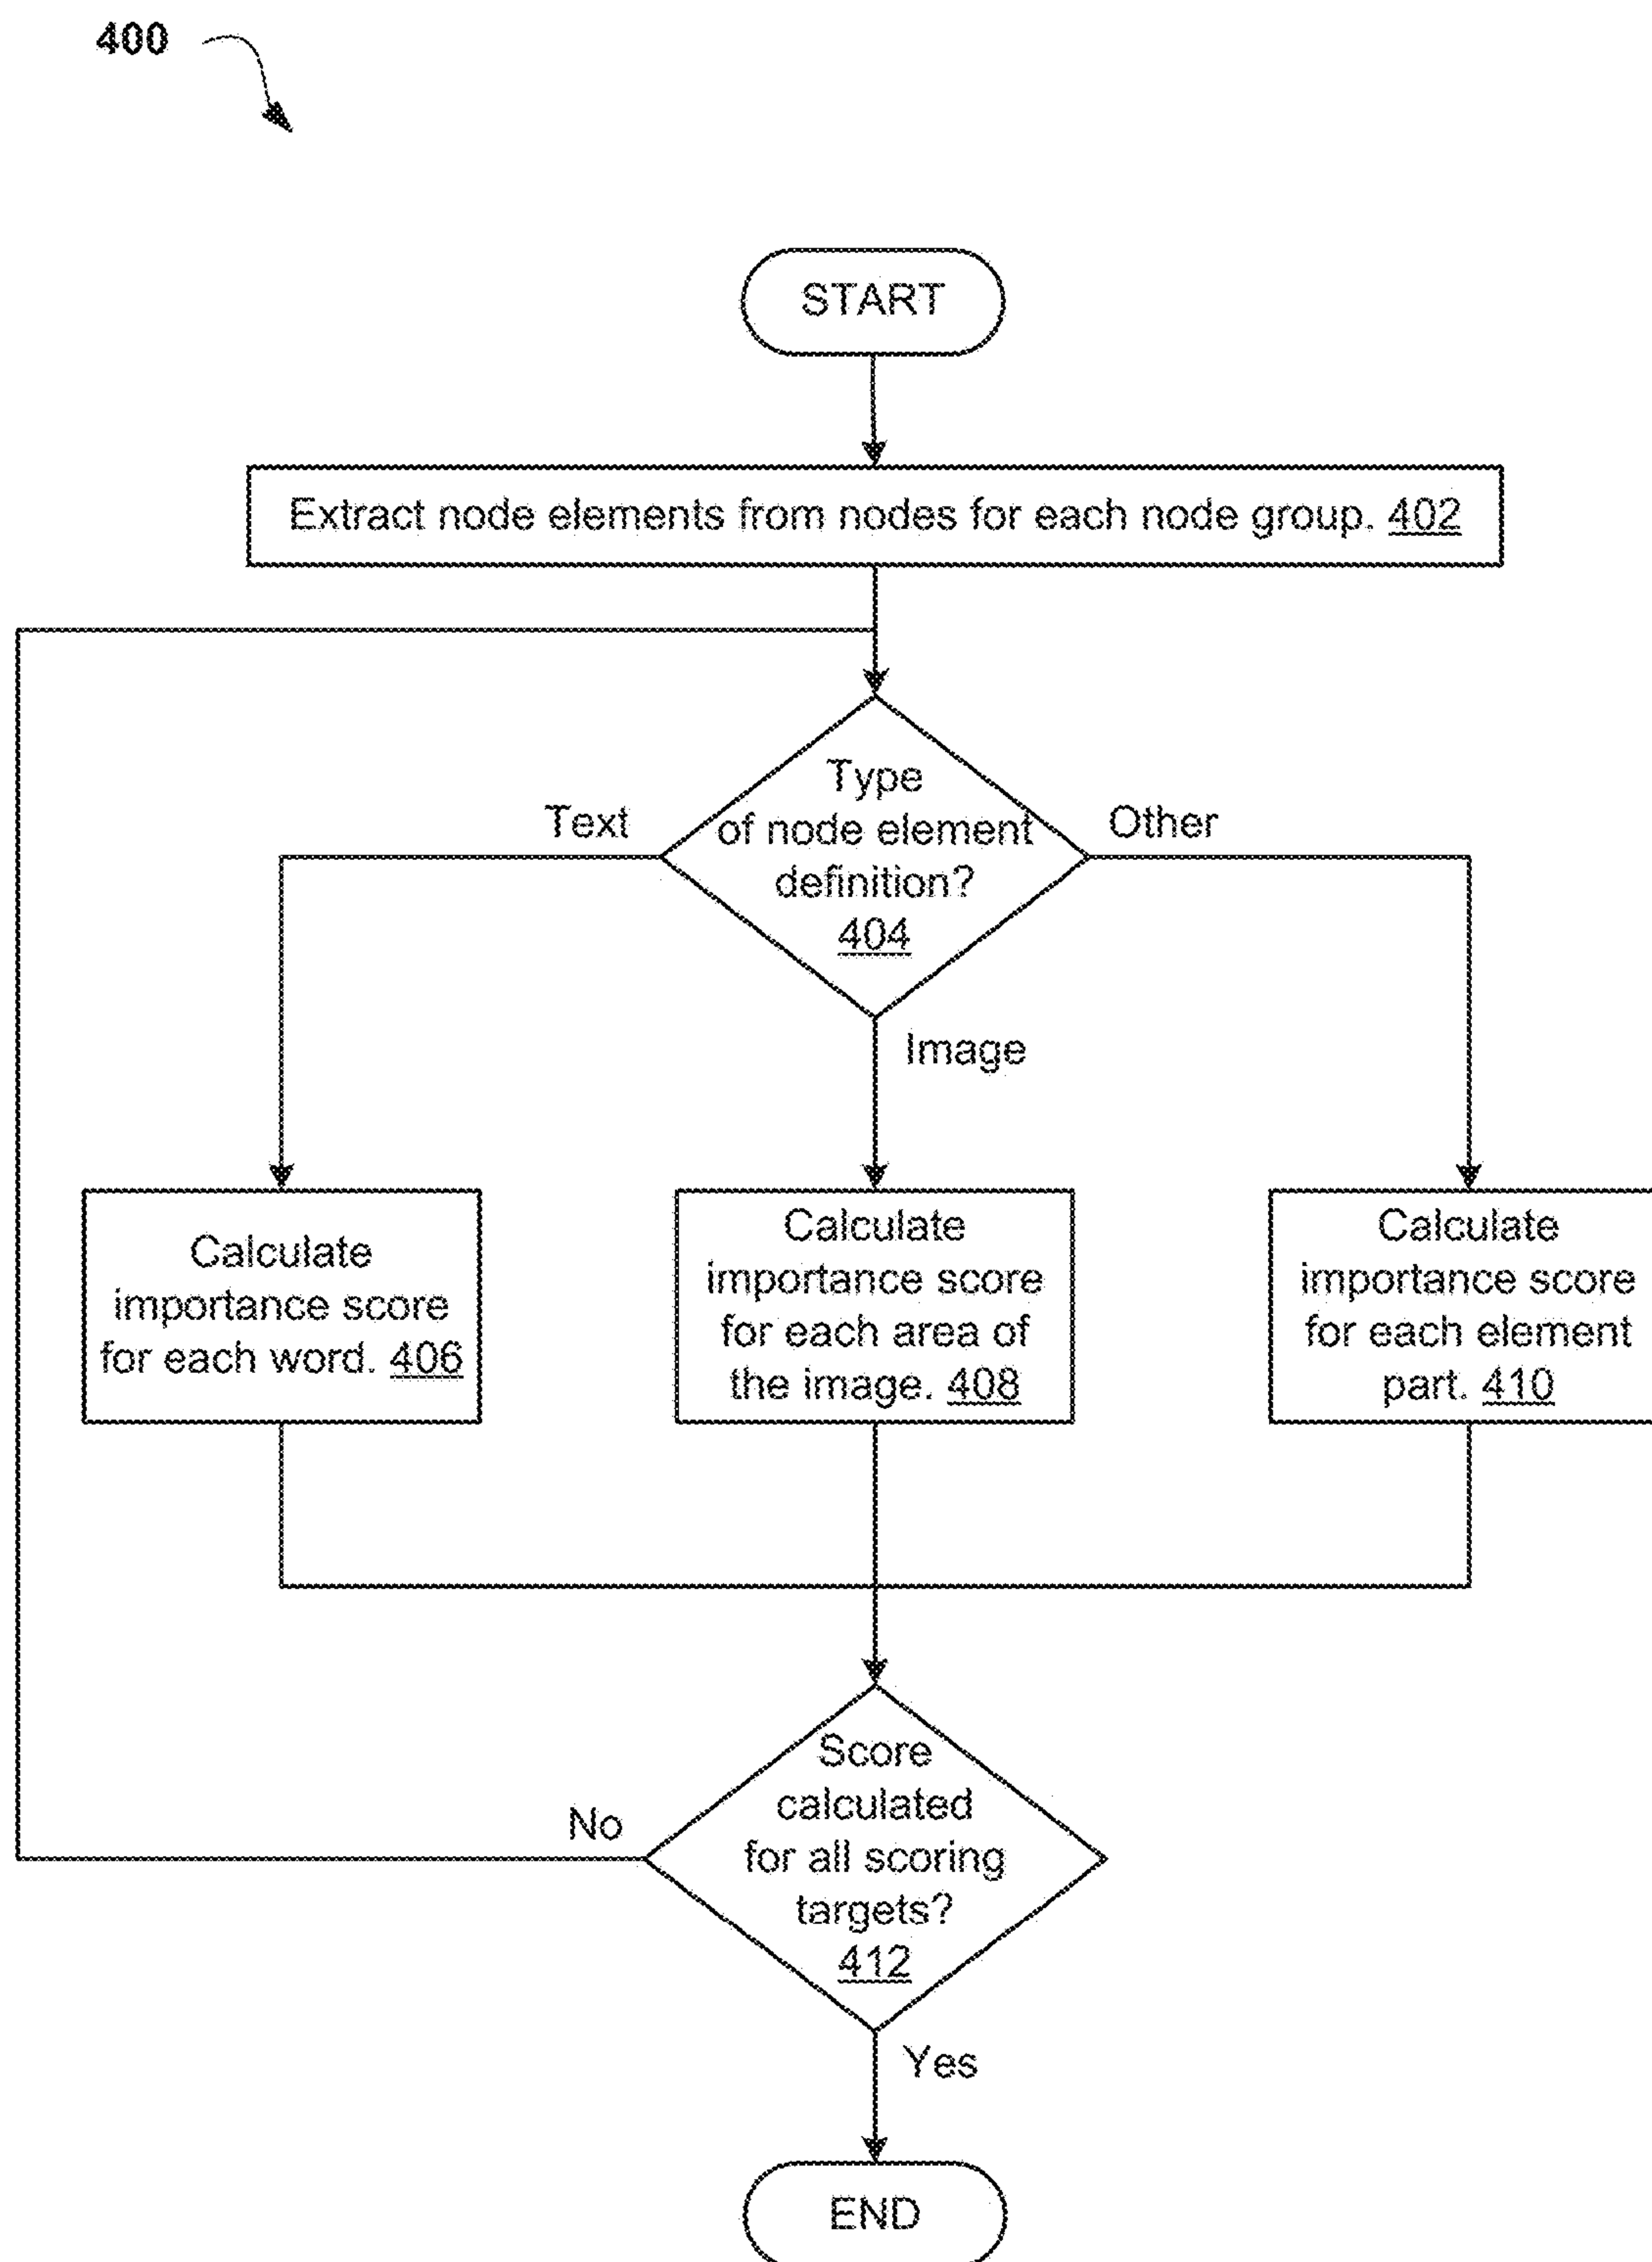 400
START
Extract node elements from nodes for each node group. 402
Type
of node element
definition?
404
Text
Other
Image
Calculate
importance score
for each word. 406
Calculate
importance score
for each area of
the image. 408
Calculate
importance score
for each element
part. 410
Score
calculated
for all scoring
targets?
412
No
Yes
END